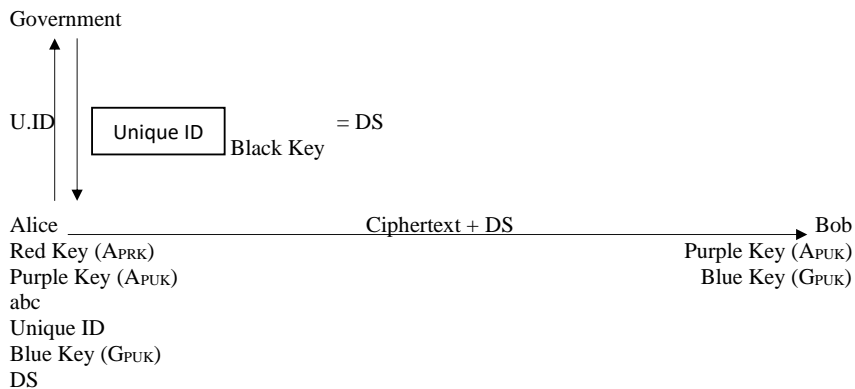 Government
U.ID
Unique ID
Black Key
= DS
Alice
Ciphertext + DS
Bob
Red Key (APRK)
Purple Key (APUK)
Purple Key (APUK)
Blue Key (GPUK)
abc
Unique ID
Blue Key (GPUK)
DS